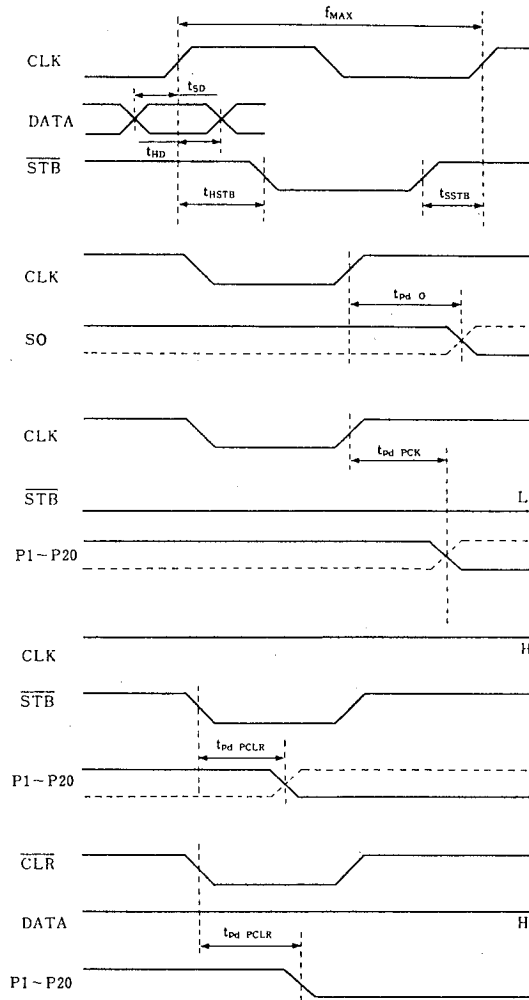 fMAX
CLK
tSD
DATA
tHD
STB
tHSTB
tSSTB
CLK
tPd O
SO
CLK
tPd PCK
STB
L
P1~P20
CLK
H
STB
tPd PCLR
P1~P20
CLR
DATA
H
tPd PCLR
P1~P20